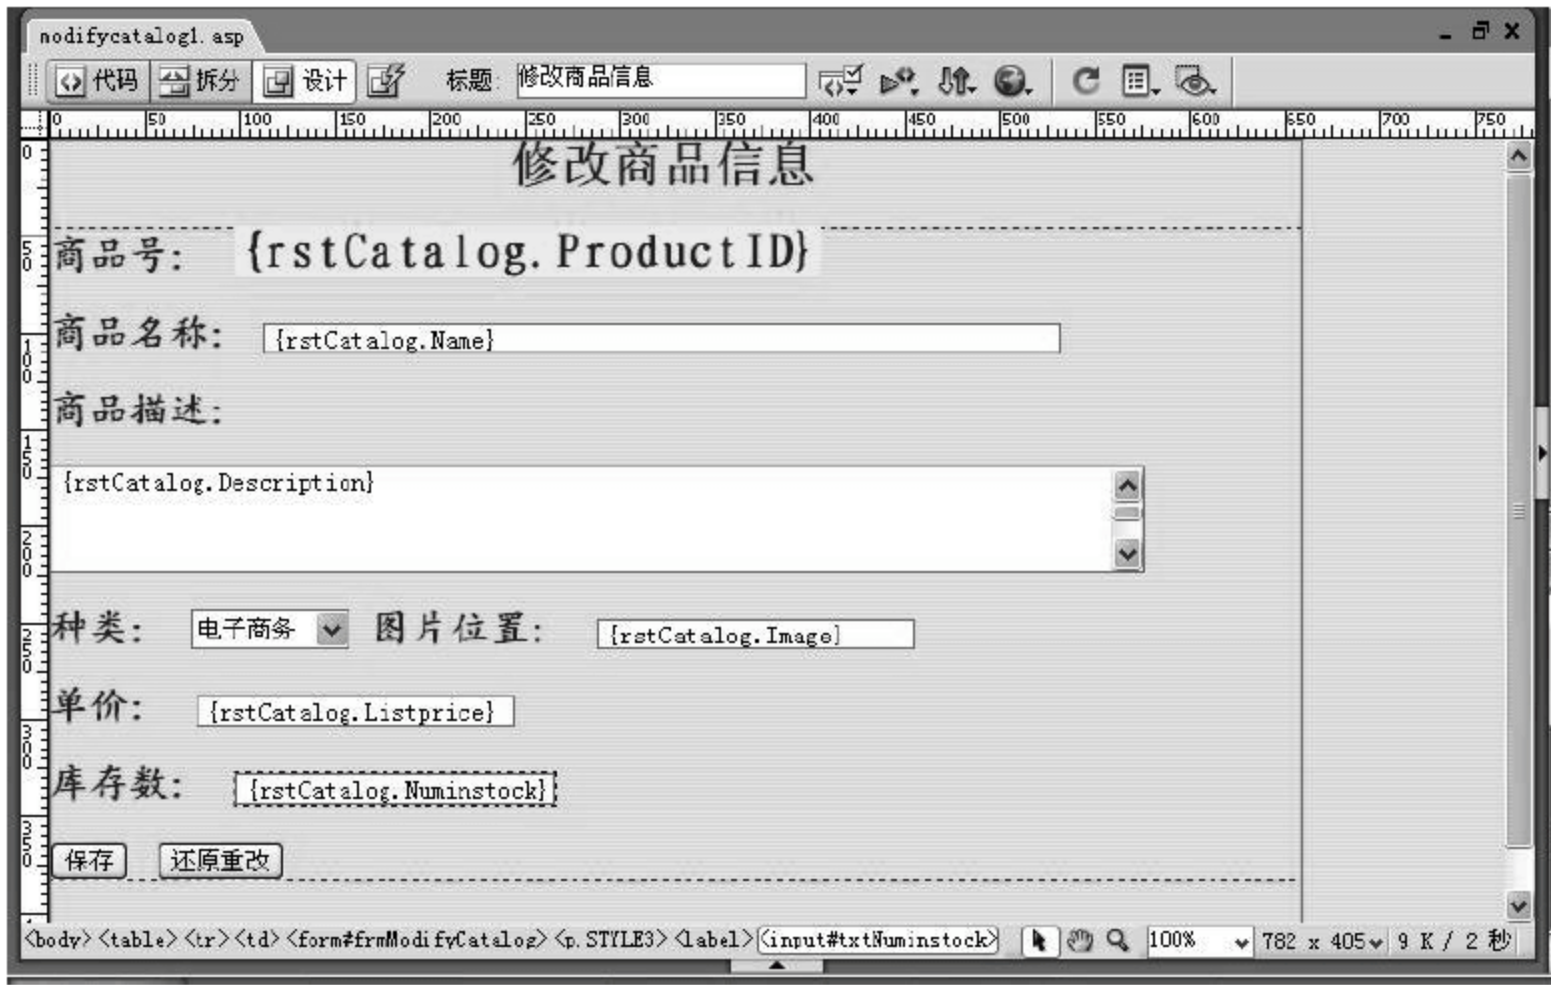 nodifycatalog1.asp
代码 拆分 设计 标题: 修改商品信息
0 50 100 150 200 250 300 350 400 450 500 550 600 650 700 750
修改商品信息
商品号: {rstCatalog.ProductID}
商品名称: {rstCatalog.Name}
商品描述:
{rstCatalog.Description}
种类: 电子商务 图片位置: {rstCatalog.Image}
单价: {rstCatalog.Listprice}
库存数: {rstCatalog.Numinstock}
保存 还原重改
<body> <table> <tr> <td> <form#frmModifyCatalog> <p.STYLE3> <label> <input#txtNuminstock> 100% 782 x 405 9 K / 2 秒